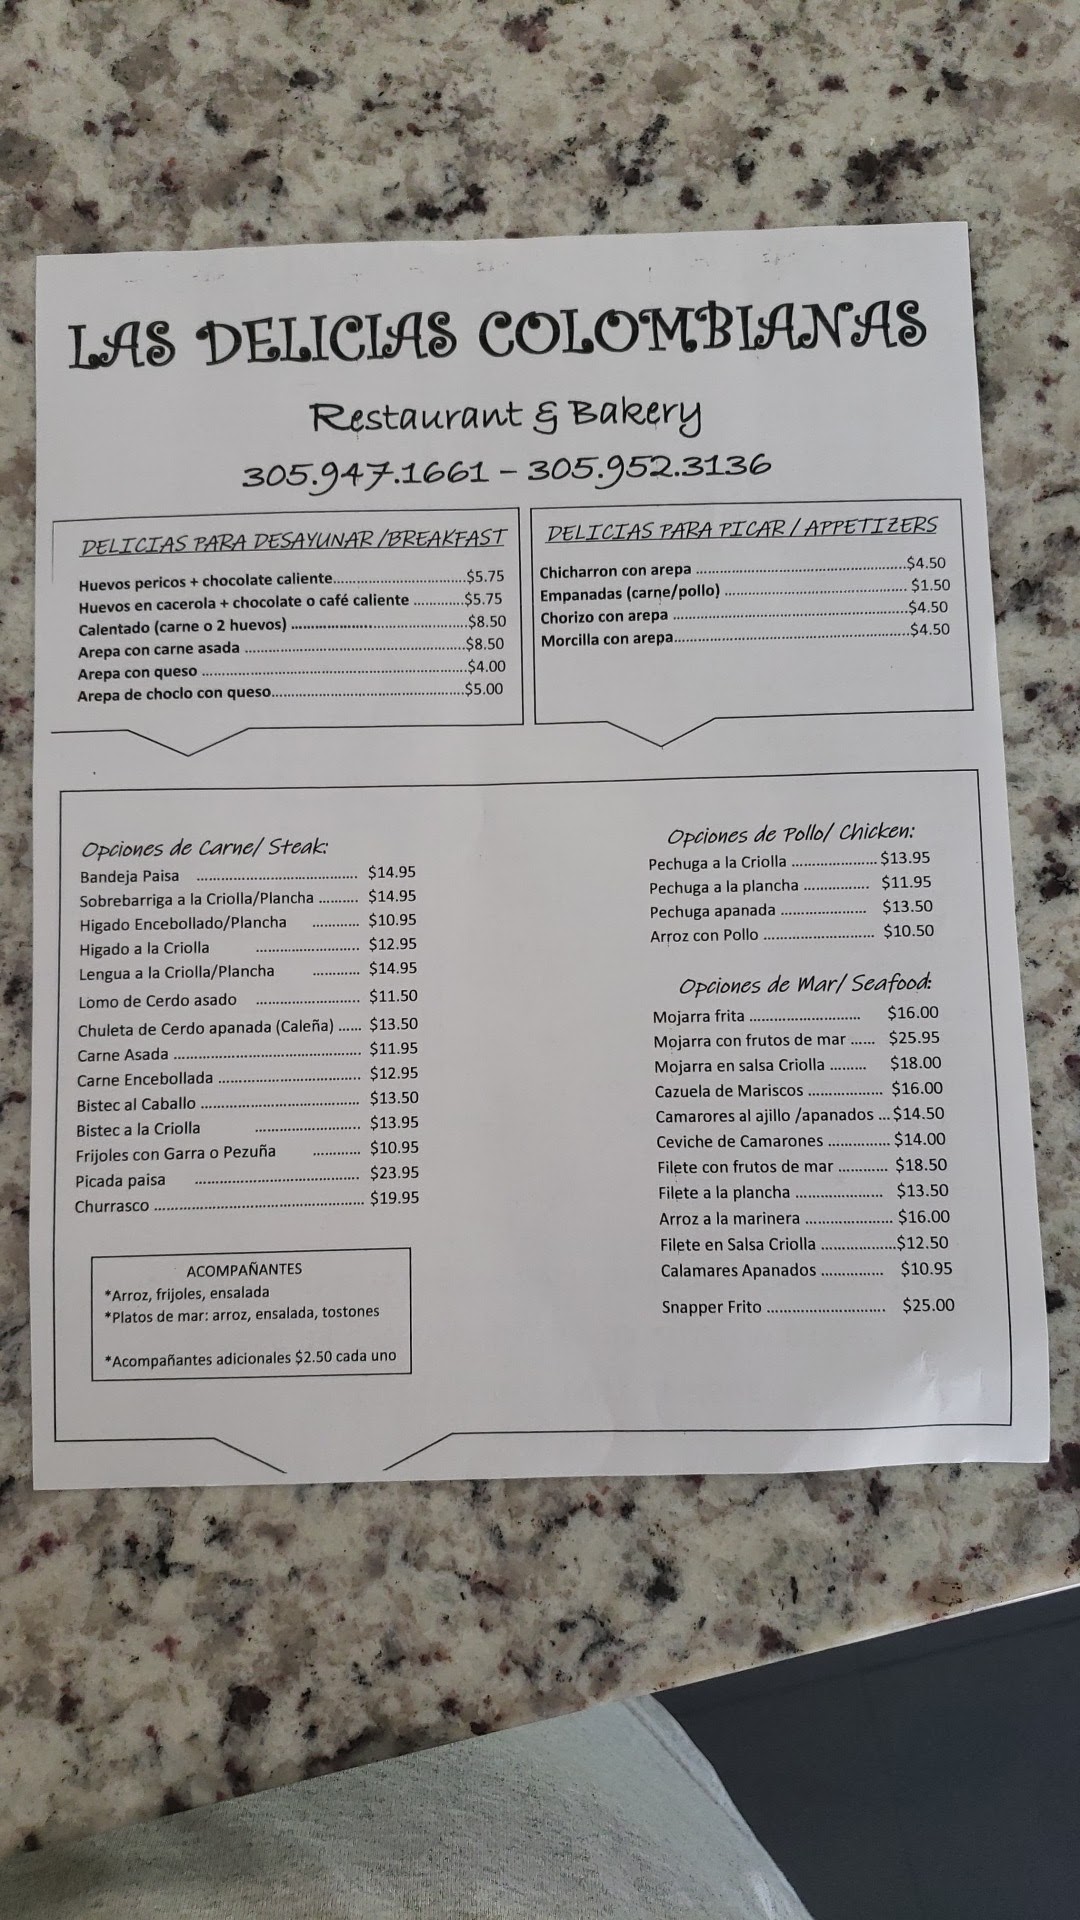 LAS DELICIAS COLOMBIANAS
Restaurant & Bakery
305.947.1661 – 305.952.3136
DELICIAS PARA DESAYUNAR /BREAKFAST
Huevos pericos + chocolate caliente................................$5.75
Huevos en cacerola + chocolate o café caliente ............$5.75
Calentado (carne o 2 huevos) ...........................................$8.50
Arepa con carne asada .....................................................$8.50
Arepa con queso ................................................................$4.00
Arepa de choclo con queso..............................................$5.00
DELICIAS PARA PICAR / APPETIZERS
Chicharron con arepa .....................................................$4.50
Empanadas (carne/pollo) ............................................... $1.50
Chorizo con arepa ..........................................................$4.50
Morcilla con arepa..........................................................$4.50
Opciones de Carne/ Steak:
Bandeja Paisa ........................................ $14.95
Sobrebarriga a la Criolla/Plancha .......... $14.95
Higado Encebollado/Plancha ............ $10.95
Higado a la Criolla .......................... $12.95
Lengua a la Criolla/Plancha ............ $14.95
Lomo de Cerdo asado .......................... $11.50
Chuleta de Cerdo apanada (Caleña) ...... $13.50
Carne Asada ............................................... $11.95
Carne Encebollada .................................... $12.95
Bistec al Caballo ........................................ $13.50
Bistec a la Criolla ........................... $13.95
Frijoles con Garra o Pezuña ............ $10.95
Picada paisa ......................................... $23.95
Churrasco ..................................................... $19.95
ACOMPAÑANTES
*Arroz, frijoles, ensalada
*Platos de mar: arroz, ensalada, tostones
*Acompañantes adicionales $2.50 cada uno
Opciones de Pollo/ Chicken:
Pechuga a la Criolla ...................... $13.95
Pechuga a la plancha ................. $11.95
Pechuga apanada ...................... $13.50
Arroz con Pollo ............................ $10.50
Opciones de Mar/ Seafood:
Mojarra frita ............................ $16.00
Mojarra con frutos de mar ...... $25.95
Mojarra en salsa Criolla ......... $18.00
Cazuela de Mariscos ................... $16.00
Camarores al ajillo /apanados ... $14.50
Ceviche de Camarones ................ $14.00
Filete con frutos de mar ............ $18.50
Filete a la plancha ...................... $13.50
Arroz a la marinera ...................... $16.00
Filete en Salsa Criolla ...................$12.50
Calamares Apanados ................ $10.95
Snapper Frito .............................. $25.00